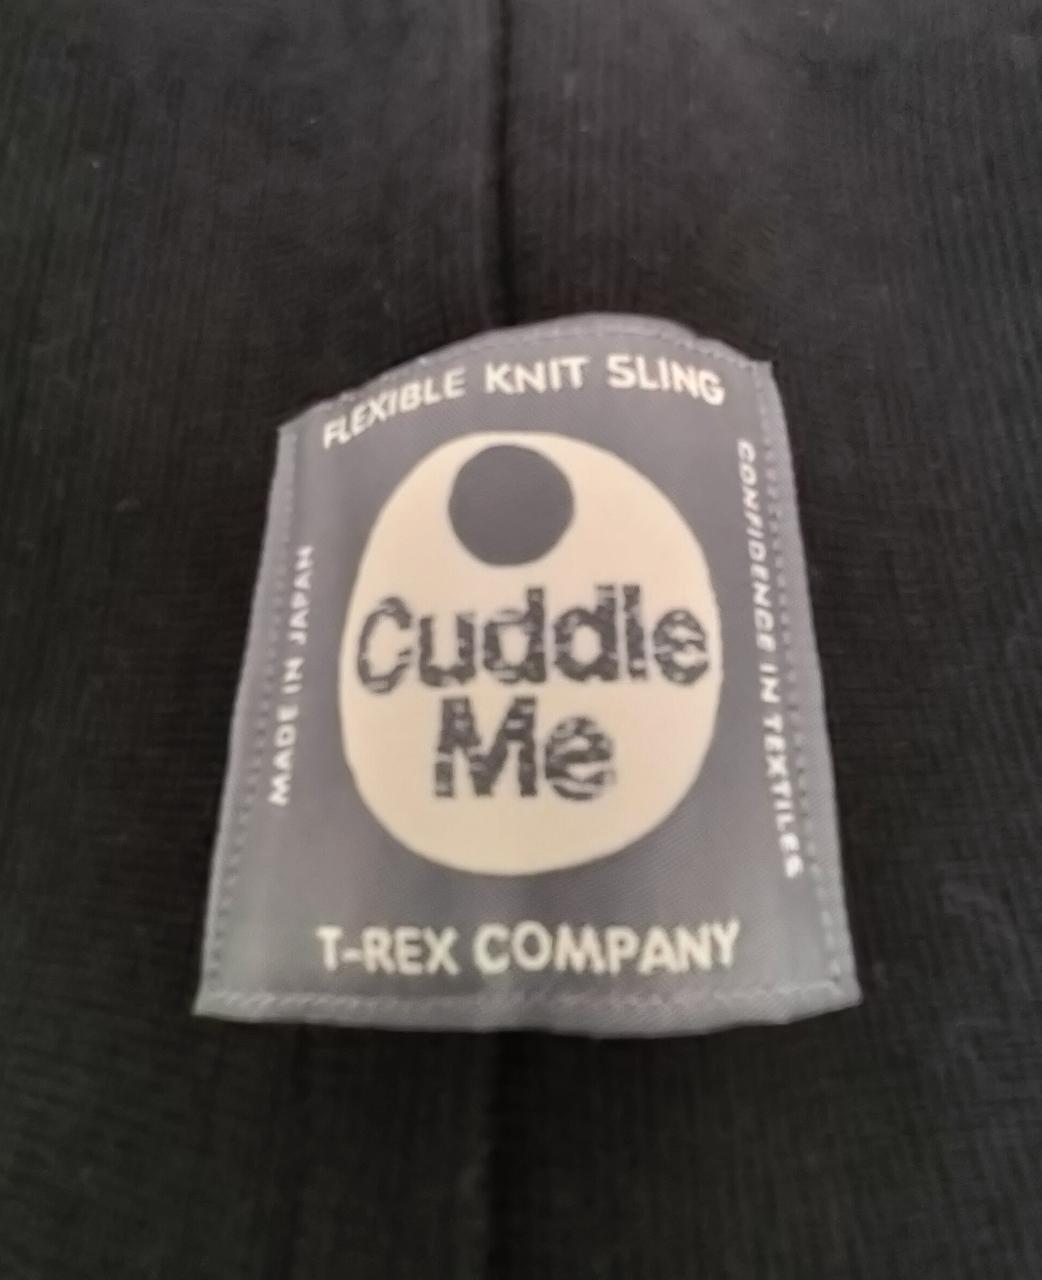 FLEXIBLE KNIT SLING
MADE IN JAPAN
CONFIDENCE IN TEXTILES
Cuddle
Me
T-REX COMPANY